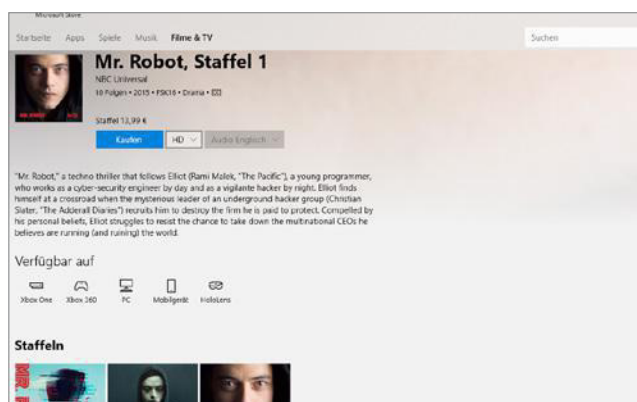 Microsoft Store
Startseite Apps Spiele Musik Filme & TV
Suchen
Mr. Robot, Staffel 1
NBC Universal
10 Folgen • 2015 • FSK16 • Drama • CC
Staffel 13,99 €
Kaufen HD Audio Englisch
"Mr. Robot," a techno thriller that follows Elliot (Rami Malek, "The Pacific"), a young programmer,
who works as a cyber-security engineer by day and as a vigilante hacker by night. Elliot finds
himself at a crossroad when the mysterious leader of an underground hacker group (Christian
Slater, "The Adderall Diaries") recruits him to destroy the firm he is paid to protect. Compelled by
his personal beliefs, Elliot struggles to resist the chance to take down the multinational CEOs he
believes are running (and ruining) the world.
Verfügbar auf
Xbox One Xbox 360 PC Mobilgerät HoloLens
Staffeln
MR.